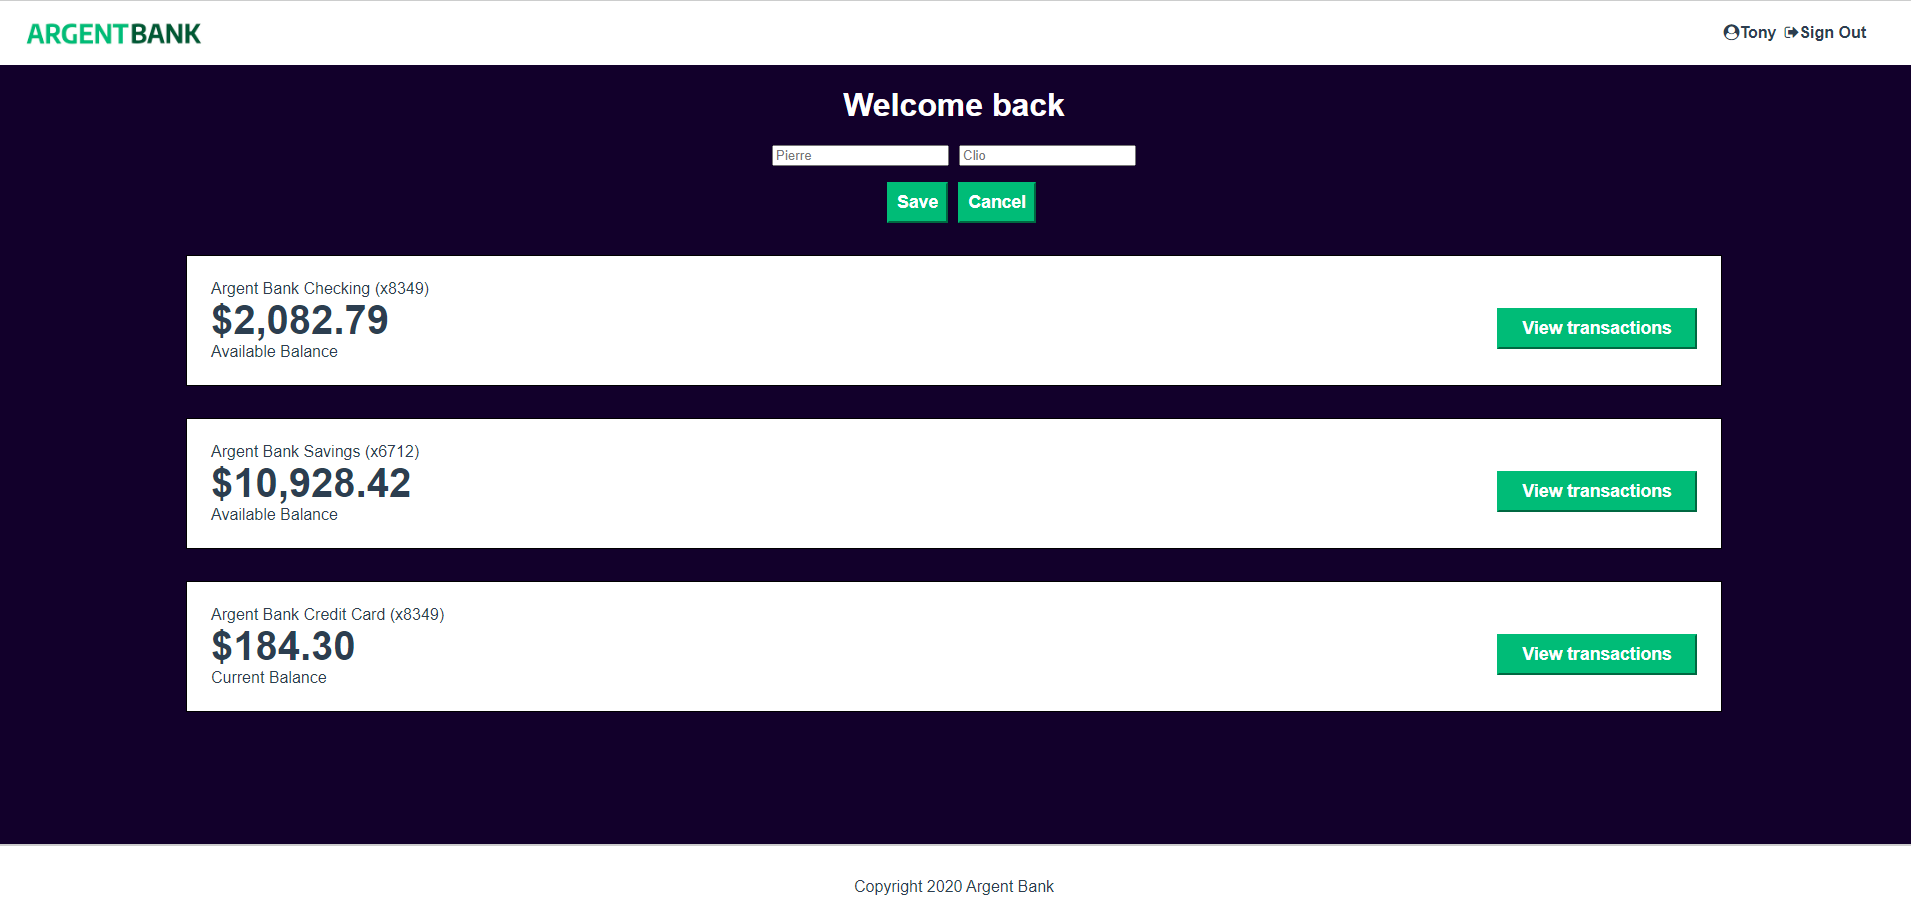 ARGENTBANK
Tony Sign Out
Welcome back
Pierre Clio
Save Cancel
Argent Bank Checking (x8349)
$2,082.79
Available Balance
View transactions
Argent Bank Savings (x6712)
$10,928.42
Available Balance
View transactions
Argent Bank Credit Card (x8349)
$184.30
Current Balance
View transactions
Copyright 2020 Argent Bank